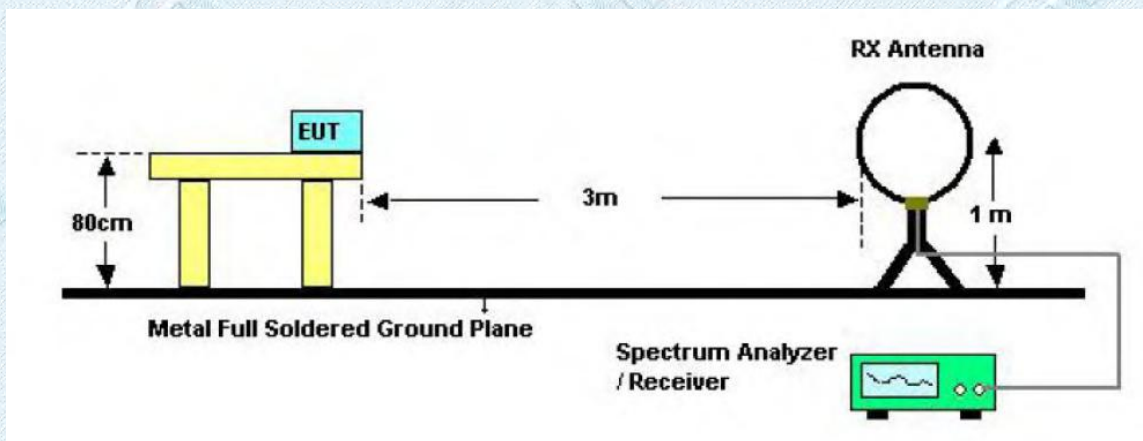 RX Antenna
EUT
3m
80cm
1 m
Metal Full Soldered Ground Plane
Spectrum Analyzer
/ Receiver